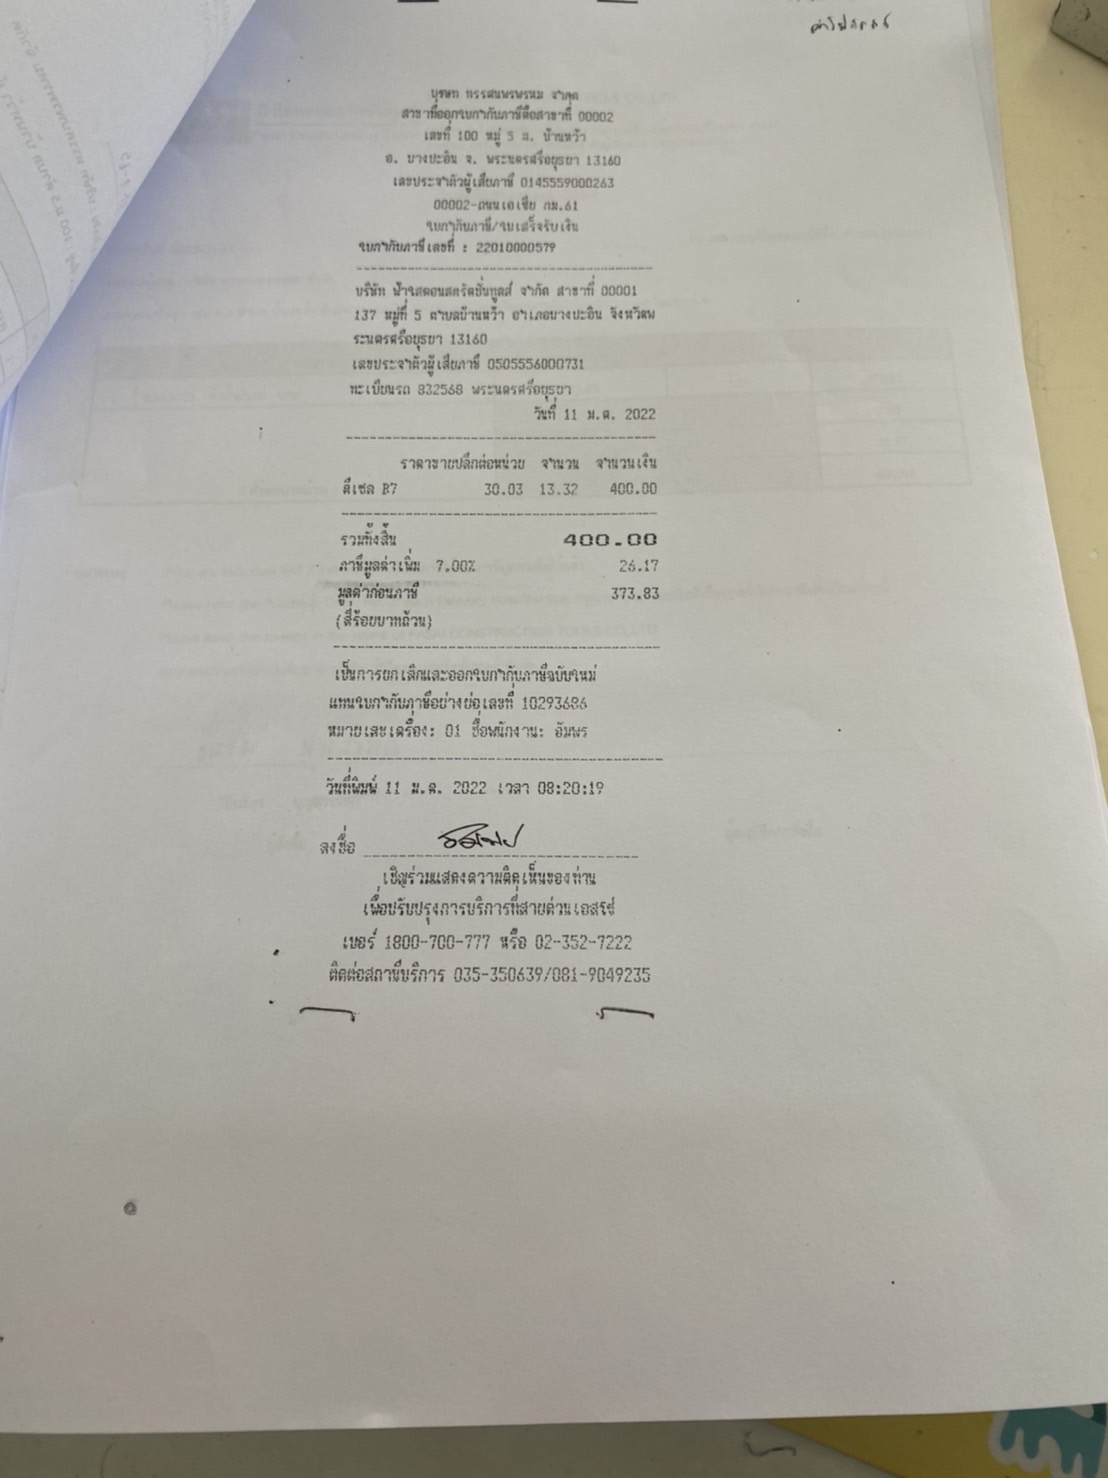 บริษัท ทรรศนพรพรหม จำกัด
สาขาที่ออกใบกำกับภาษีคือสาขาที่ 00002
เลขที่ 100 หมู่ 5 ต. บ้านหว้า
อ. บางปะอิน จ. พระนครศรีอยุธยา 13160
เลขประจำตัวผู้เสียภาษี 0145559000263
00002-ถนนเอเซีย กม.61
ใบกำกับภาษี/ใบเสร็จรับเงิน
ใบกำกับภาษีเลขที่ : 22010000579
บริษัท ฟ้าใสคอนสตรัคชั่นทูลส์ จำกัด สาขาที่ 00001
137 หมู่ที่ 5 ตำบลบ้านหว้า อำเภอบางปะอิน จังหวัดพ
ระนครศรีอยุธยา 13160
เลขประจำตัวผู้เสียภาษี 0505556000731
ทะเบียนรถ 832568 พระนครศรีอยุธยา
วันที่ 11 ม.ค. 2022
ราคาขายปลีกต่อหน่วย จำนวน จำนวนเงิน
ดีเซล B7 30.03 13.32 400.00
รวมทั้งสิ้น 400.00
ภาษีมูลค่าเพิ่ม 7.00% 26.17
มูลค่าก่อนภาษี 373.83
(สี่ร้อยบาทถ้วน)
เป็นการยกเลิกและออกใบกำกับภาษีฉบับใหม่
แทนใบกำกับภาษีอย่างย่อเลขที่ 10293686
หมายเลขเครื่อง: 01 ชื่อพนักงาน: อัมพร
วันที่พิมพ์ 11 ม.ค. 2022 เวลา 08:20:19
ลงชื่อ
เชิญร่วมแสดงความคิดเห็นของท่าน
เพื่อปรับปรุงการบริการที่สายด่วนเอสโซ่
เบอร์ 1800-700-777 หรือ 02-352-7222
ติดต่อสถานีบริการ 035-350639/081-9049235